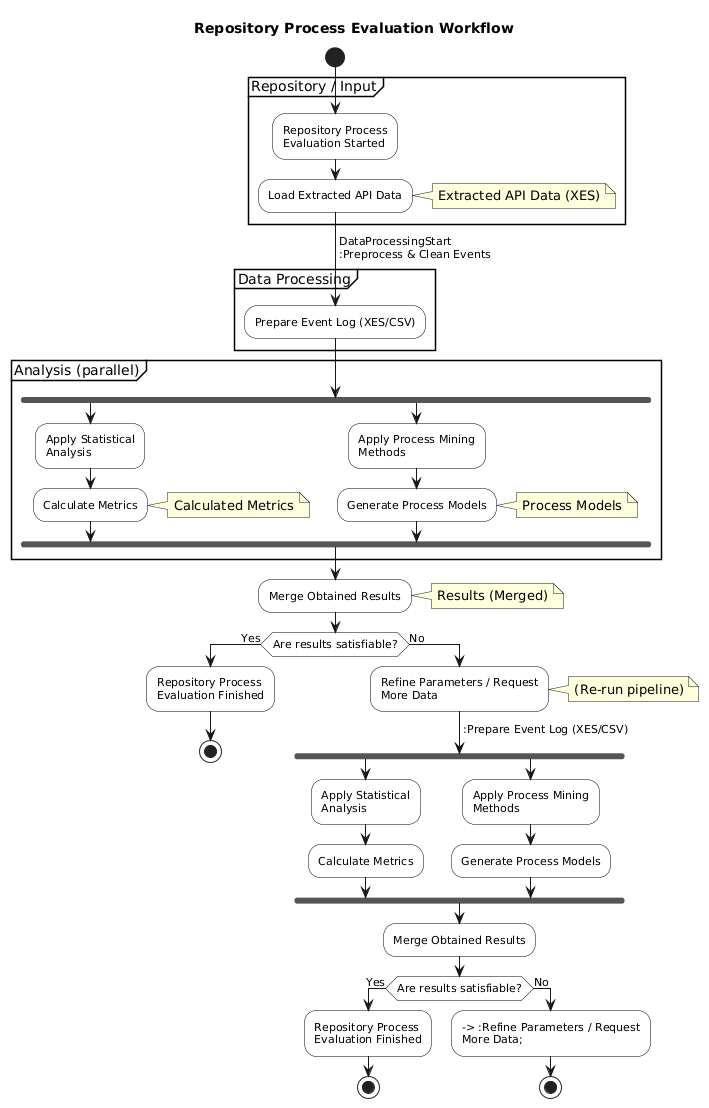 Repository Process Evaluation Workflow
Repository / Input
Repository Process
Evaluation Started
Load Extracted API Data
Extracted API Data (XES)
DataProcessingStart
:Preprocess & Clean Events
Data Processing
Prepare Event Log (XES/CSV)
Analysis (parallel)
Apply Statistical
Analysis
Apply Process Mining
Methods
Calculate Metrics
Calculated Metrics
Generate Process Models
Process Models
Merge Obtained Results
Results (Merged)
Yes
Are results satisfiable?
No
Repository Process
Evaluation Finished
Refine Parameters / Request
More Data
(Re-run pipeline)
:Prepare Event Log (XES/CSV)
Apply Statistical
Analysis
Apply Process Mining
Methods
Calculate Metrics
Generate Process Models
Merge Obtained Results
Yes
Are results satisfiable?
No
Repository Process
Evaluation Finished
-> :Refine Parameters / Request
More Data;